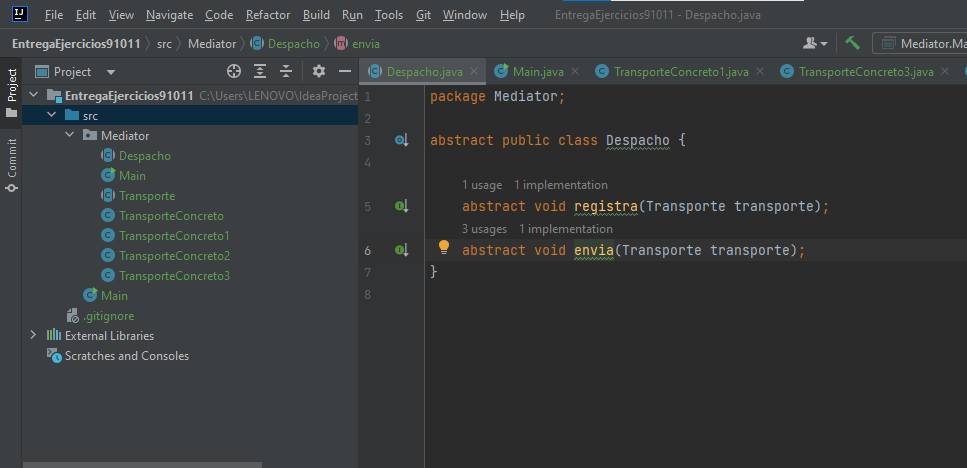 IJ File Edit View Navigate Code Refactor Build Run Tools Git Window Help EntregaEjercicios91011 - Despacho.java
EntregaEjercicios91011 src Mediator Despacho envia Mediator.Ma
Project
Commit
Project
EntregaEjercicios91011 C:\Users\LENOVO\IdeaProject
src
Mediator
Despacho
Main
Transporte
TransporteConcreto
TransporteConcreto1
TransporteConcreto2
TransporteConcreto3
Main
.gitignore
External Libraries
Scratches and Consoles
Despacho.java Main.java TransporteConcreto1.java TransporteConcreto3.java
1 package Mediator;
2
3 abstract public class Despacho {
4
1 usage 1 implementation
5 abstract void registra(Transporte transporte);
3 usages 1 implementation
6 abstract void envia(Transporte transporte);
7 }
8